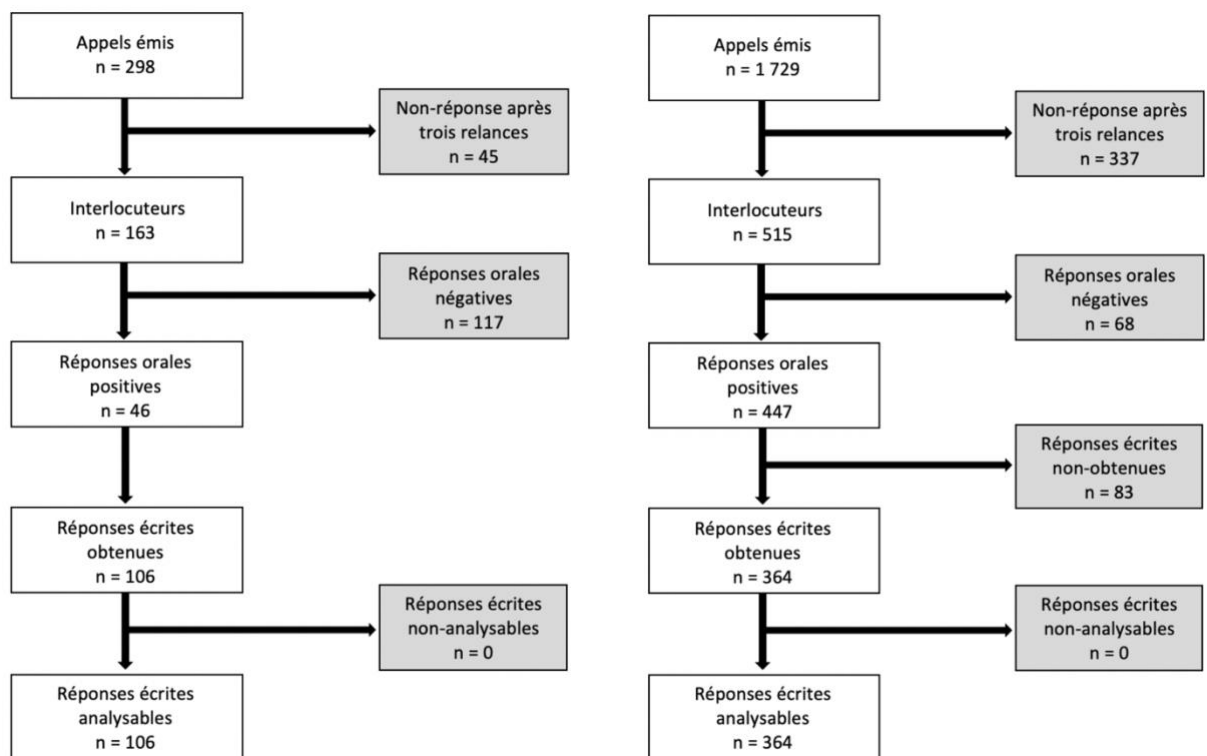 Appels émis
n = 298
Non-réponse après
trois relances
n = 45
Interlocuteurs
n = 163
Réponses orales
négatives
n = 117
Réponses orales
positives
n = 46
Réponses écrites
obtenues
n = 106
Réponses écrites
non-analysables
n = 0
Réponses écrites
analysables
n = 106
Appels émis
n = 1 729
Non-réponse après
trois relances
n = 337
Interlocuteurs
n = 515
Réponses orales
négatives
n = 68
Réponses orales
positives
n = 447
Réponses écrites
non-obtenues
n = 83
Réponses écrites
obtenues
n = 364
Réponses écrites
non-analysables
n = 0
Réponses écrites
analysables
n = 364